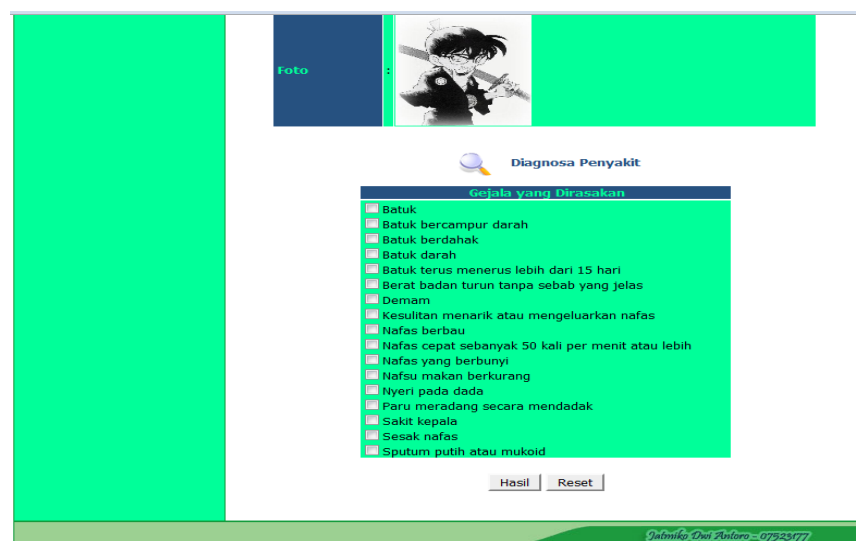 Foto :
Diagnosa Penyakit
Gejala yang Dirasakan
Batuk
Batuk bercampur darah
Batuk berdahak
Batuk darah
Batuk terus menerus lebih dari 15 hari
Berat badan turun tanpa sebab yang jelas
Demam
Kesulitan menarik atau mengeluarkan nafas
Nafas berbau
Nafas cepat sebanyak 50 kali per menit atau lebih
Nafas yang berbunyi
Nafsu makan berkurang
Nyeri pada dada
Paru meradang secara mendadak
Sakit kepala
Sesak nafas
Sputum putih atau mukoid
Hasil Reset
Jatmiko Dwi Antoro - 07523177